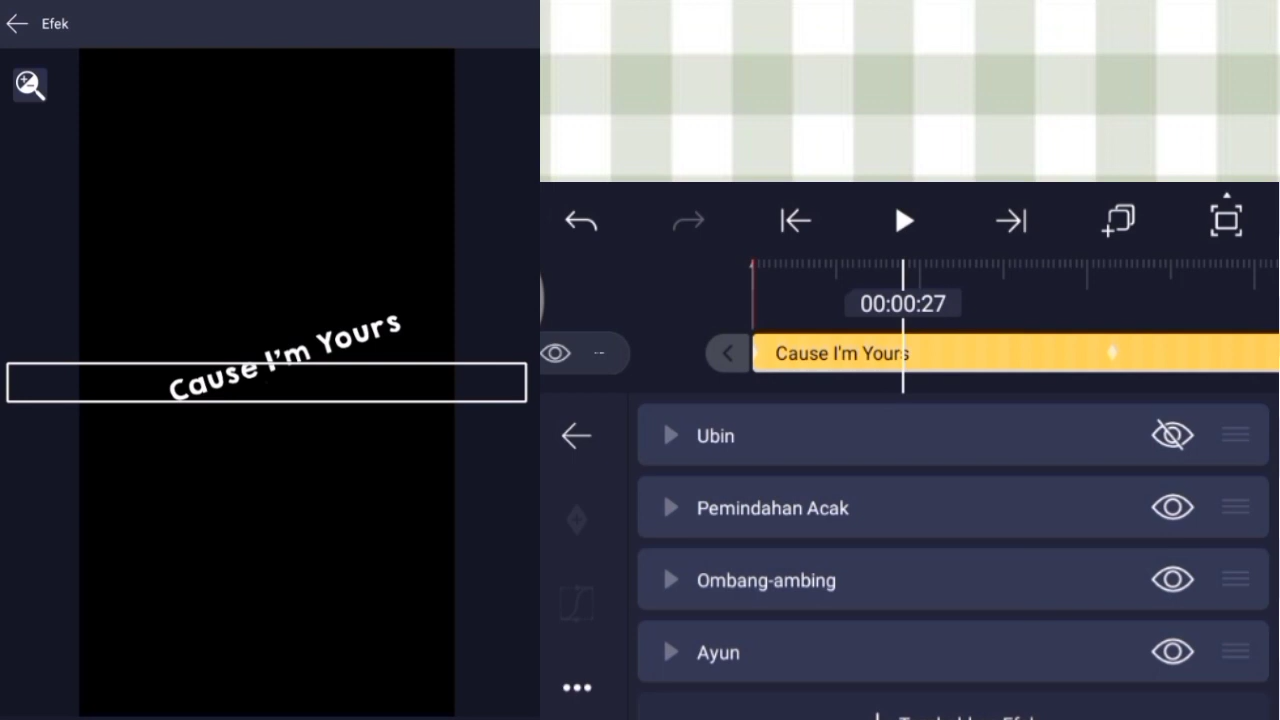 Efek
Cause I'm Yours
00:00:27
Cause I'm Yours
Ubin
Pemindahan Acak
Ombang-ambing
Ayun